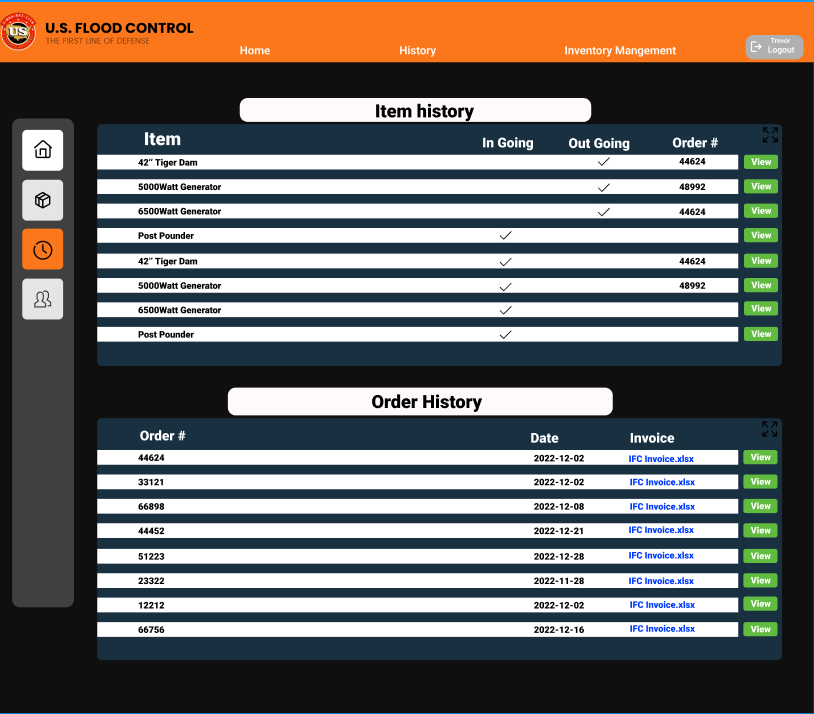 US
U.S. FLOOD CONTROL
THE FIRST LINE OF DEFENSE
Home History Inventory Mangement
Trevor
Logout
Item history
Item In Going Out Going Order #
42" Tiger Dam ✓ 44624 View
5000Watt Generator ✓ 48992 View
6500Watt Generator ✓ 44624 View
Post Pounder ✓ View
42" Tiger Dam ✓ 44624 View
5000Watt Generator ✓ 48992 View
6500Watt Generator ✓ View
Post Pounder ✓ View
Order History
Order # Date Invoice
44624 2022-12-02 IFC Invoice.xlsx View
33121 2022-12-02 IFC Invoice.xlsx View
66898 2022-12-08 IFC Invoice.xlsx View
44452 2022-12-21 IFC Invoice.xlsx View
51223 2022-12-28 IFC Invoice.xlsx View
23322 2022-11-28 IFC Invoice.xlsx View
12212 2022-12-02 IFC Invoice.xlsx View
66756 2022-12-16 IFC Invoice.xlsx View